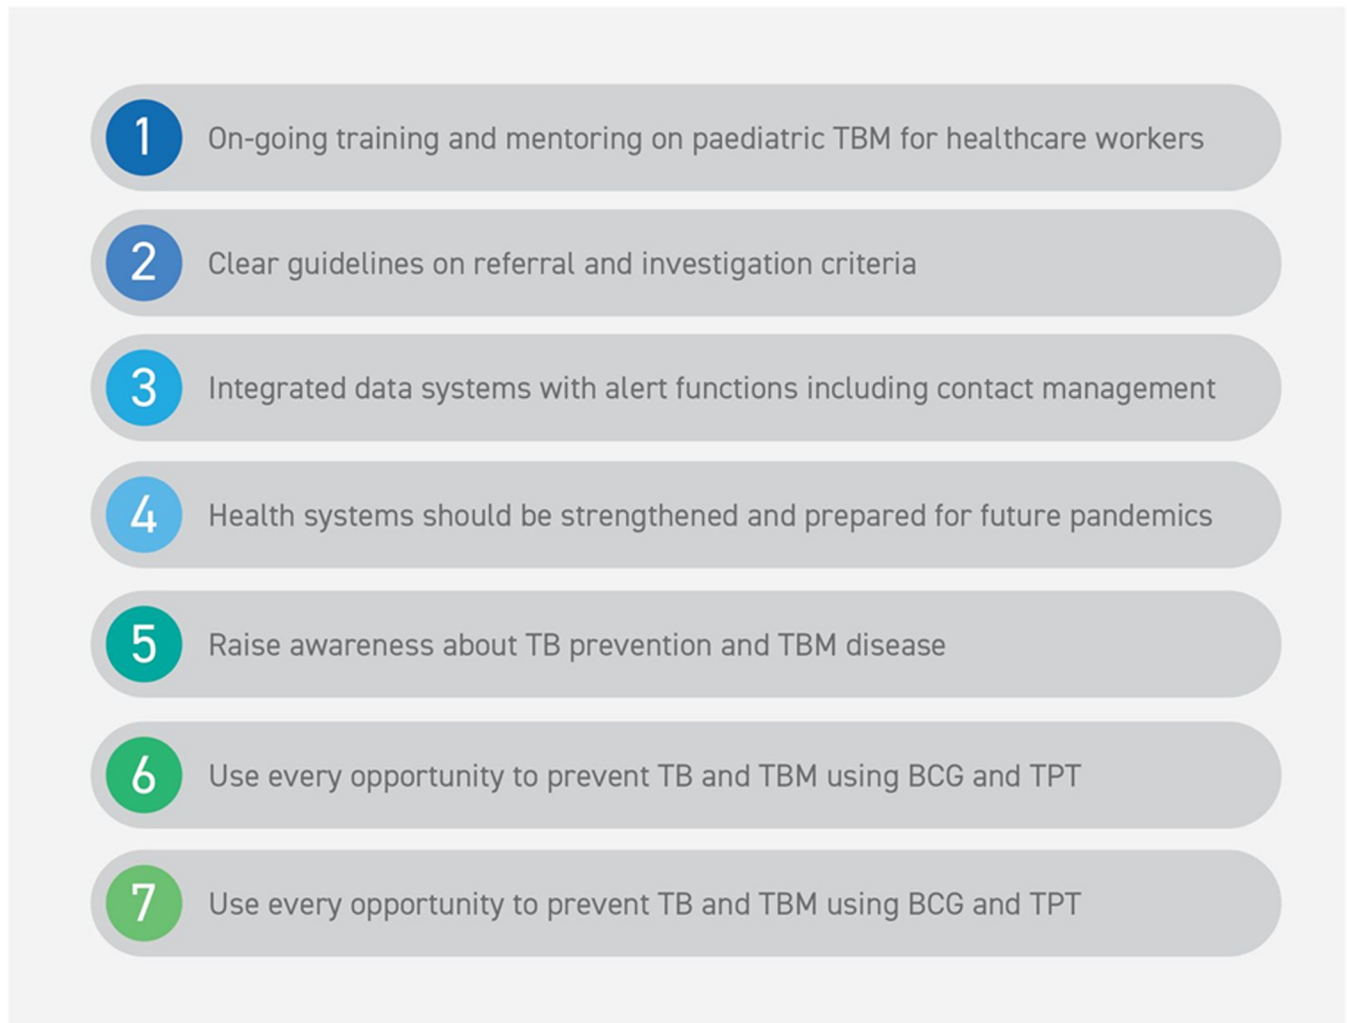 1 On-going training and mentoring on paediatric TBM for healthcare workers
2 Clear guidelines on referral and investigation criteria
3 Integrated data systems with alert functions including contact management
4 Health systems should be strengthened and prepared for future pandemics
5 Raise awareness about TB prevention and TBM disease
6 Use every opportunity to prevent TB and TBM using BCG and TPT
7 Use every opportunity to prevent TB and TBM using BCG and TPT